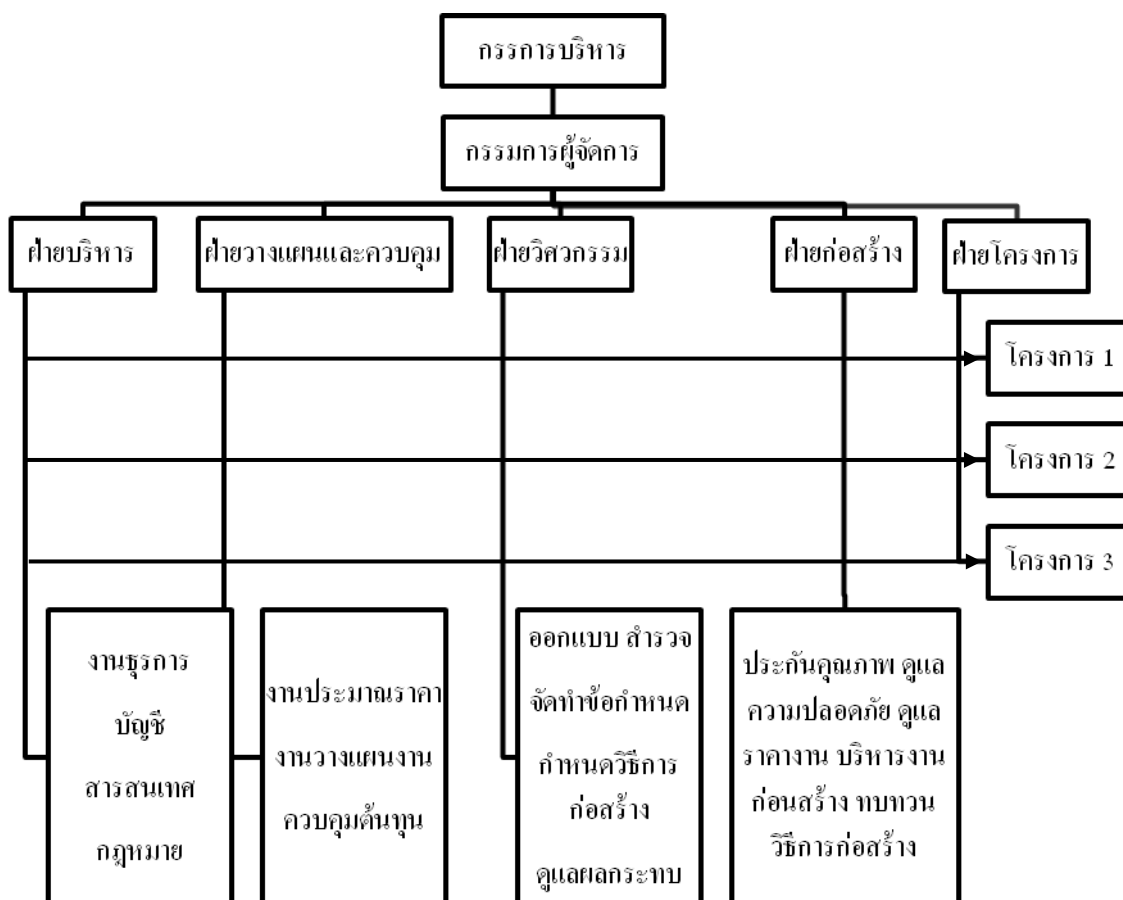 กรรการบริหาร
กรรมการผู้จัดการ
ฝ่ายบริหาร
ฝ่ายวางแผนและควบคุม
ฝ่ายวิศวกรรม
ฝ่ายก่อสร้าง
ฝ่ายโครงการ
โครงการ 1
โครงการ 2
โครงการ 3
งานธุรการ
บัญชี
สารสนเทศ
กฎหมาย
งานประมาณราคา
งานวางแผนงาน
ควบคุมต้นทุน
ออกแบบ สำรวจ
จัดทำข้อกำหนด
กำหนดวิธีการ
ก่อสร้าง
ดูแลผลกระทบ
ประกันคุณภาพ ดูแล
ความปลอดภัย ดูแล
ราคางาน บริหารงาน
ก่อนสร้าง ทบทวน
วิธีการก่อสร้าง